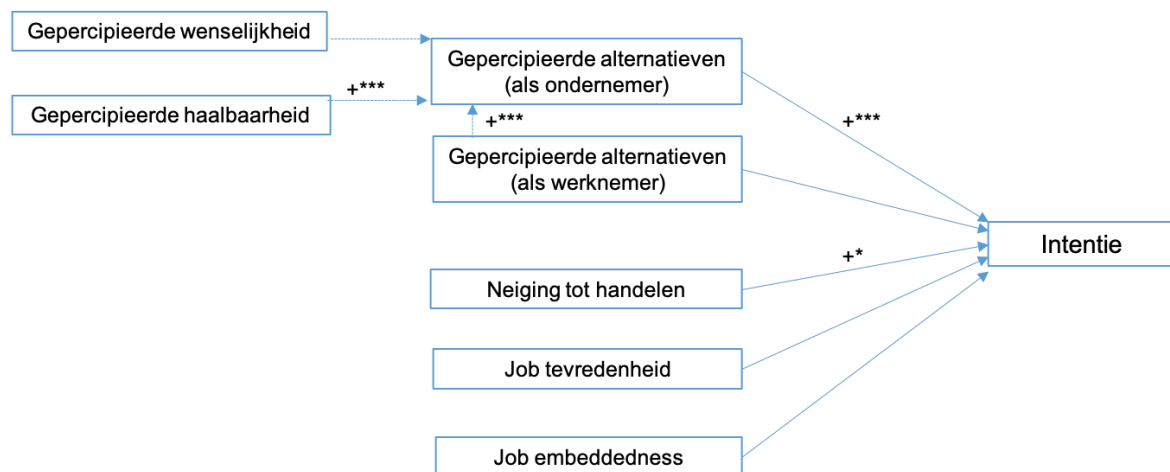 Gepercipieerde wenselijkheid
Gepercipieerde alternatieven
(als ondernemer)
+***
Gepercipieerde haalbaarheid
+***
+***
Gepercipieerde alternatieven
(als werknemer)
Intentie
+*
Neiging tot handelen
Job tevredenheid
Job embeddedness